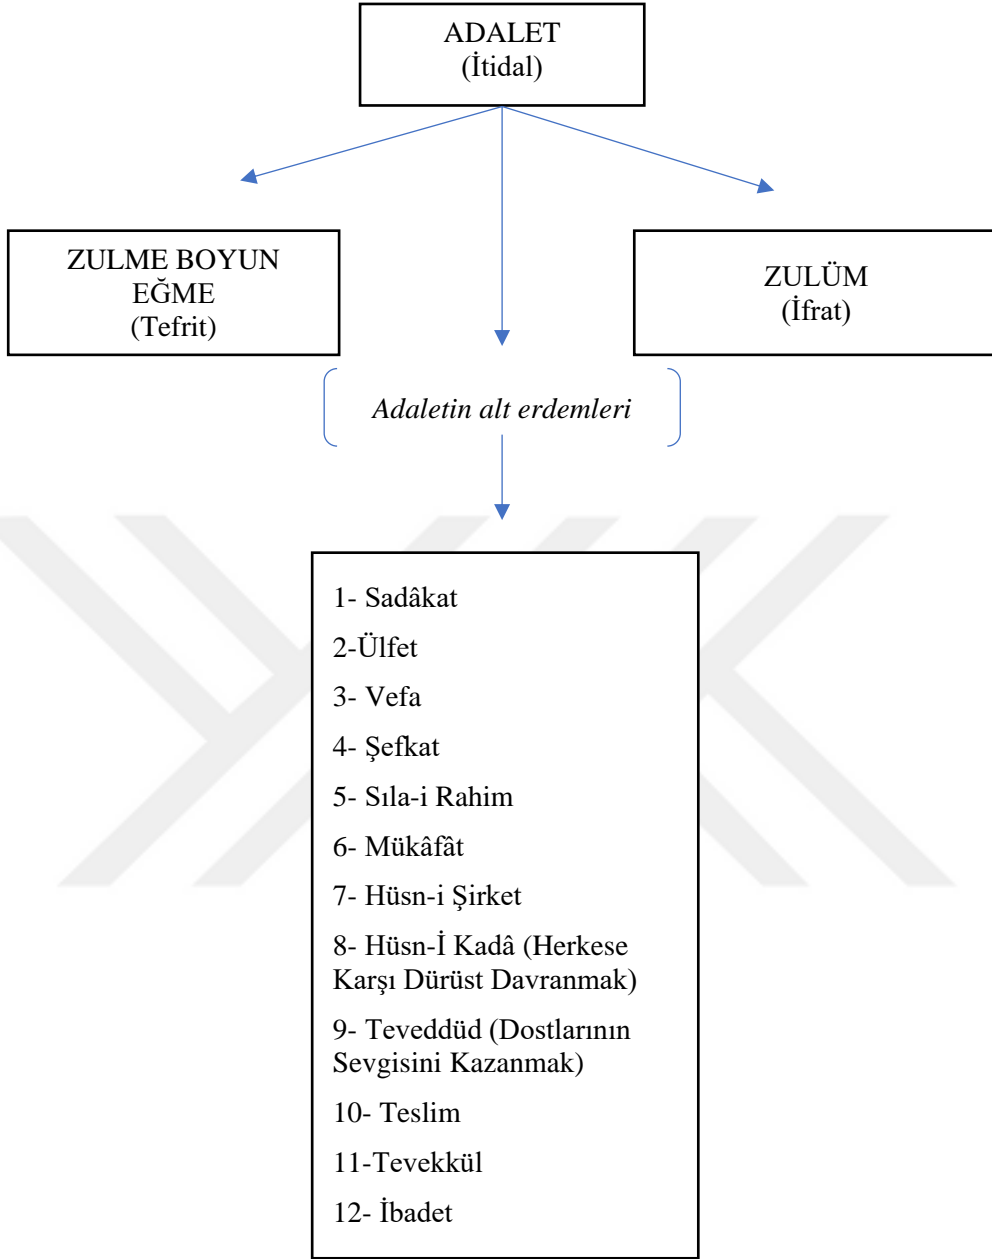 ADALET
(İtidal)
ZULME BOYUN
EĞME
(Tefrit)
ZULÜM
(İfrat)
Adaletin alt erdemleri
1- Sadâkat
2-Ülfet
3- Vefa
4- Şefkat
5- Sıla-i Rahim
6- Mükâfât
7- Hüsn-i Şirket
8- Hüsn-İ Kadâ (Herkese
Karşı Dürüst Davranmak)
9- Teveddüd (Dostlarının
Sevgisini Kazanmak)
10- Teslim
11-Tevekkül
12- İbadet